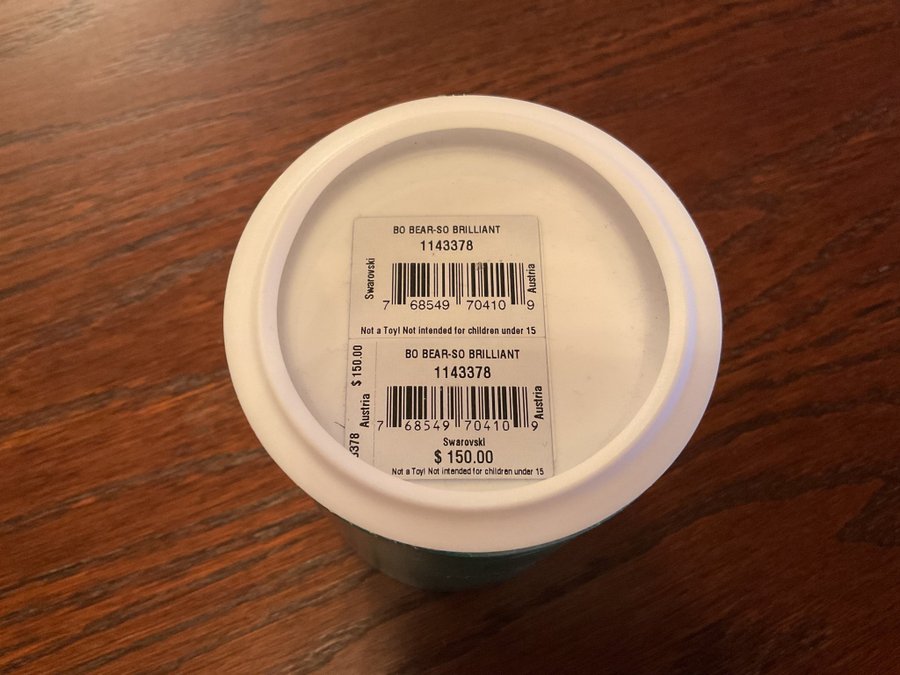 BO BEAR-SO BRILLIANT
1143378
Swarovski
Austria
7 68549 70410 9
Not a Toy! Not intended for children under 15
$ 150.00
Austria
BO BEAR-SO BRILLIANT
1143378
Austria
7 68549 70410 9
Swarovski
$ 150.00
Not a Toy! Not intended for children under 15